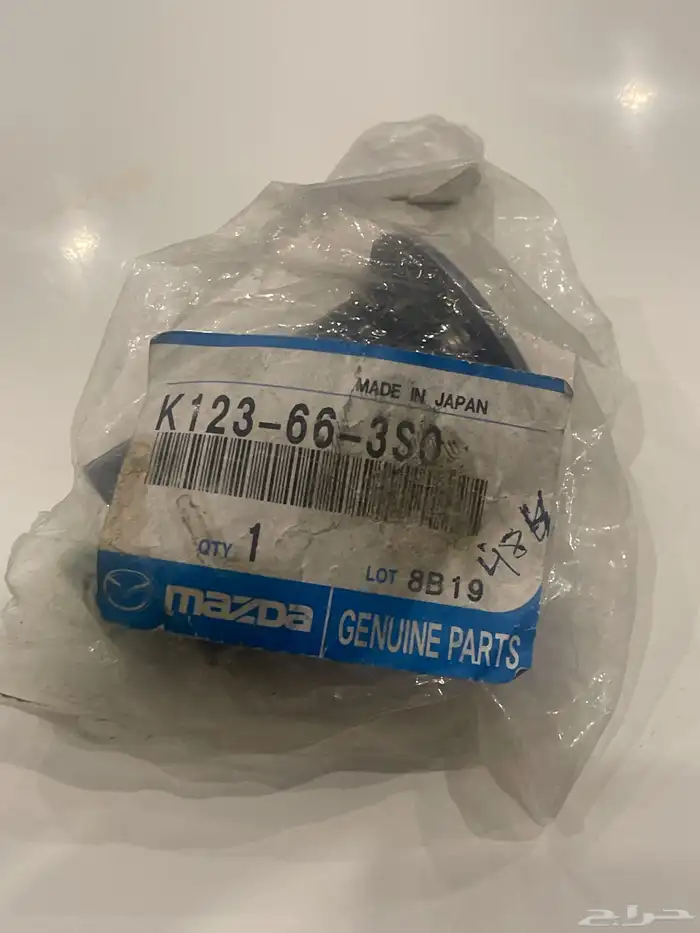 MADE IN JAPAN
K123-66-3S0
QTY 1
LOT 8B19
mazda
GENUINE PARTS
حراج